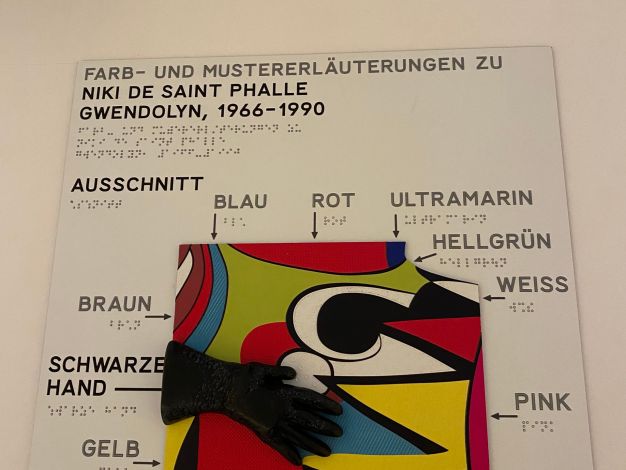 FARB- UND MUSTERERLÄUTERUNGEN ZU
NIKI DE SAINT PHALLE
GWENDOLYN, 1966-1990
AUSSCHNITT
BLAU
ROT
ULTRAMARIN
HELLGRÜN
WEISS
BRAUN
SCHWARZE
HAND
PINK
GELB